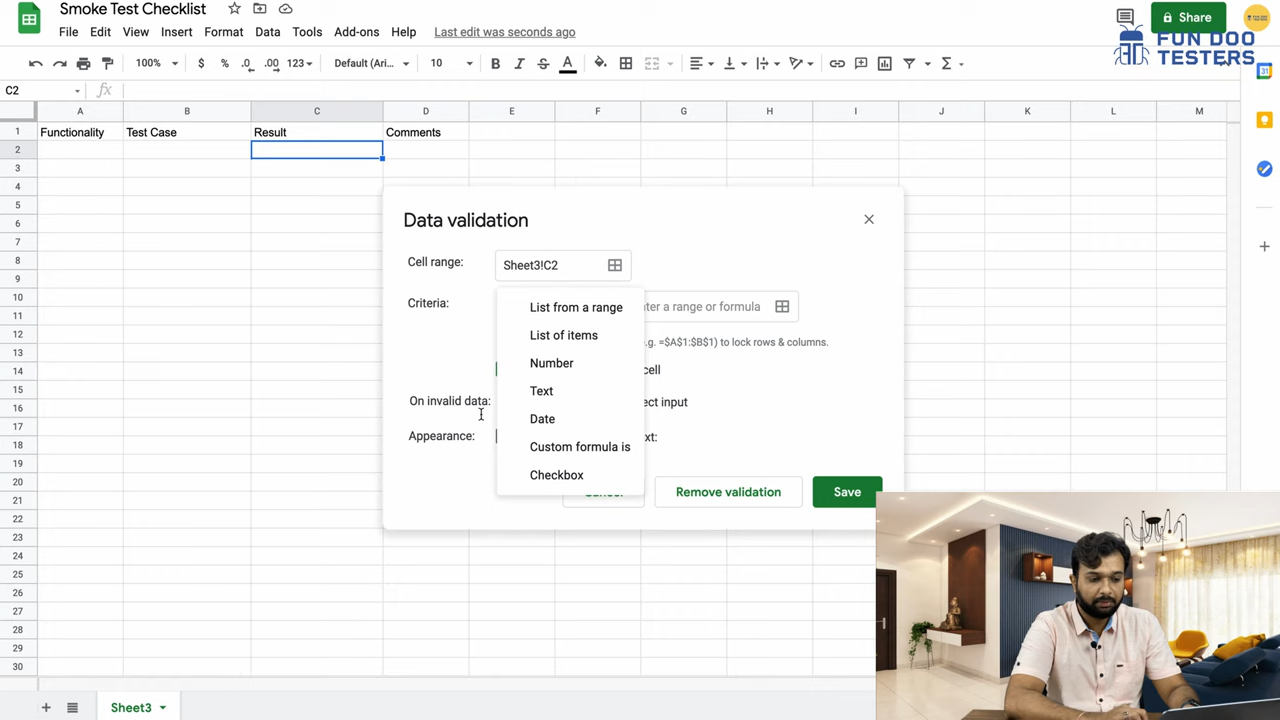 Smoke Test Checklist
Share
File Edit View Insert Format Data Tools Add-ons Help Last edit was seconds ago
FUN DOO
TESTERS
100% $ % .0 .00 123 Default (Ari... 10 B I S A
31
C2 fx
A B C D E F G H I J K L M
1 Functionality Test Case Result Comments
2
3
4
5
6
7
8
9
10
11
12
13
14
15
16
17
18
19
20
21
22
23
24
25
26
27
28
29
30
Data validation
Cell range: Sheet3!C2
Criteria: List from a range ter a range or formula
List of items e.g. =$A$1:$B$1) to lock rows & columns.
Number cell
Text
On invalid data: ect input
Date
Appearance: xt:
Custom formula is
Checkbox
Cancel Remove validation Save
Sheet3